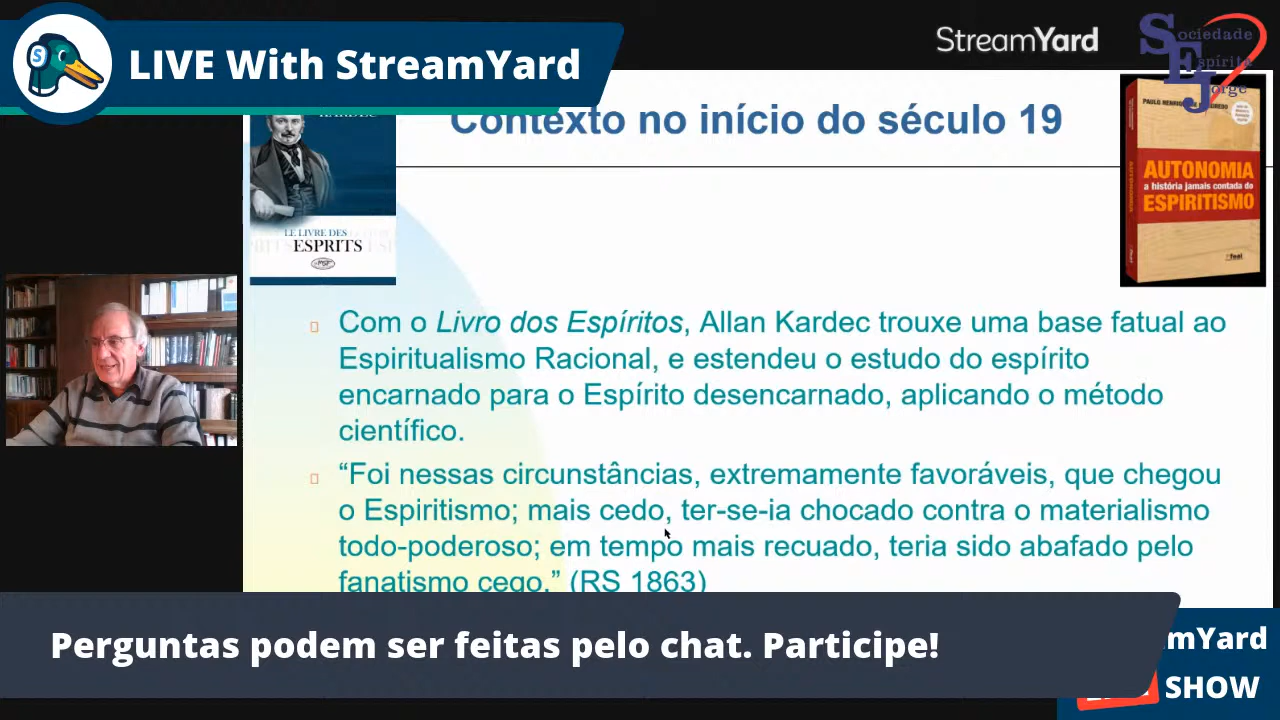 LIVE With StreamYard
StreamYard
Sociedade
Espírita
Jorge
KARDEC
Contexto no início do século 19
AUTONOMIA
a história jamais contada do
ESPIRITISMO
feal
LE LIVRE DES
ESPRITS
Com o Livro dos Espíritos, Allan Kardec trouxe uma base fatual ao
Espiritualismo Racional, e estendeu o estudo do espírito
encarnado para o Espírito desencarnado, aplicando o método
científico.
“Foi nessas circunstâncias, extremamente favoráveis, que chegou
o Espiritismo; mais cedo, ter-se-ia chocado contra o materialismo
todo-poderoso; em tempo mais recuado, teria sido abafado pelo
fanatismo cego.” (RS 1863)
Perguntas podem ser feitas pelo chat. Participe!
mYard
SHOW